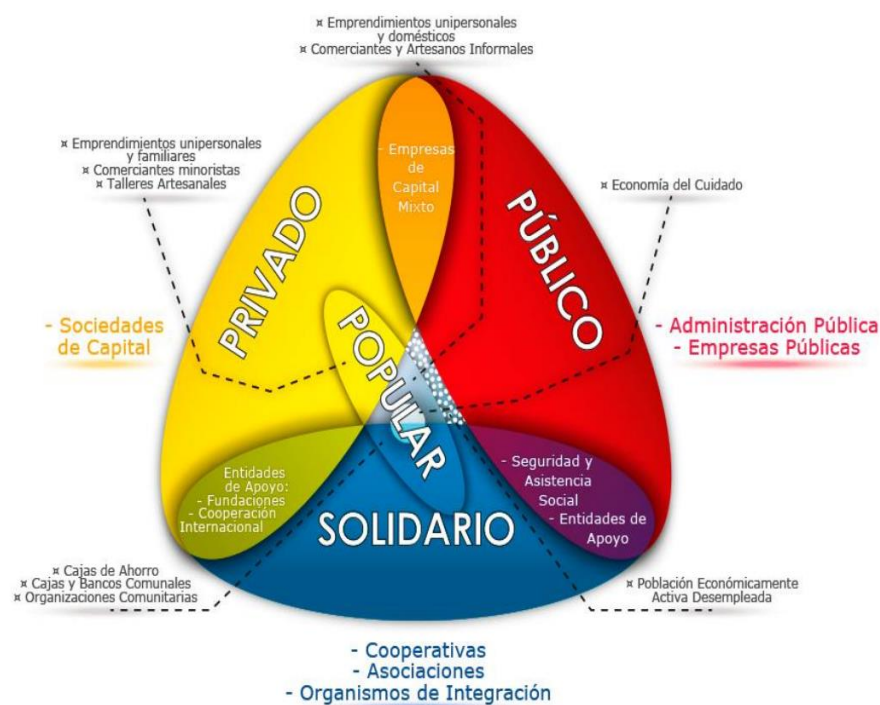 ¤ Emprendimientos unipersonales
y domésticos
¤ Comerciantes y Artesanos Informales
¤ Emprendimientos unipersonales
y familiares
¤ Comerciantes minoristas
¤ Talleres Artesanales
- Empresas
de
Capital
Mixto
¤ Economía del Cuidado
PRIVADO
PÚBLICO
- Sociedades
de Capital
- Administración Pública
- Empresas Públicas
POPULAR
Entidades
de Apoyo:
- Fundaciones
- Cooperación
Internacional
- Seguridad y
Asistencia
Social
- Entidades de
Apoyo
SOLIDARIO
¤ Cajas de Ahorro
¤ Cajas y Bancos Comunales
¤ Organizaciones Comunitarias
¤ Población Económicamente
Activa Desempleada
- Cooperativas
- Asociaciones
- Organismos de Integración